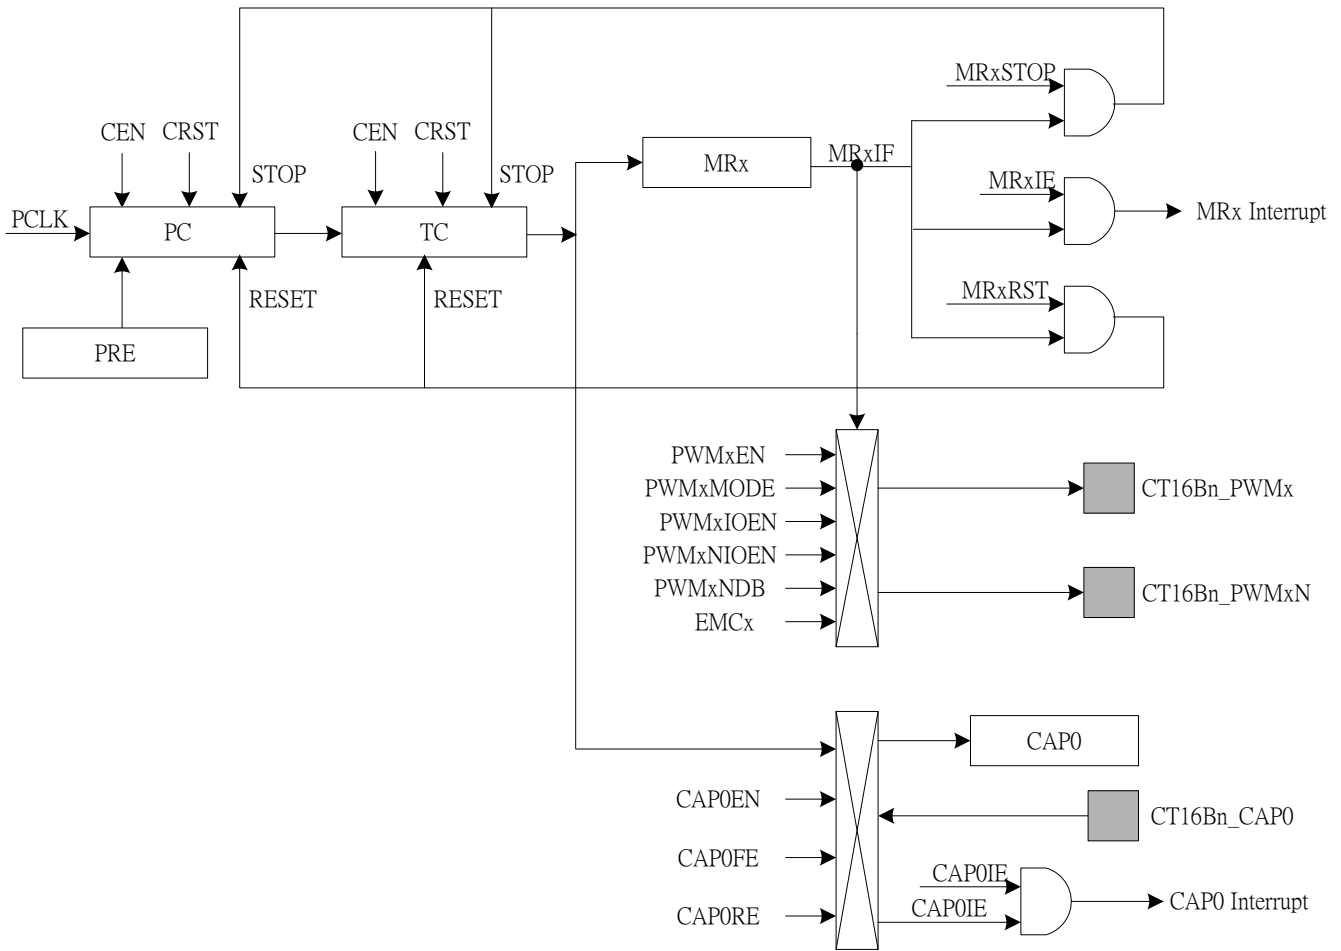 MRxSTOP
CEN
CRST
CEN
CRST
MRx
MRxIF
STOP
STOP
MRxIE
MRx Interrupt
PCLK
PC
TC
RESET
RESET
MRxRST
PRE
PWMxEN
PWMxMODE
CT16Bn_PWMx
PWMxIOEN
PWMxNIOEN
PWMxNDB
CT16Bn_PWMxN
EMCx
CAP0
CAP0EN
CT16Bn_CAP0
CAP0FE
CAP0IE
CAP0RE
CAP0IE
CAP0 Interrupt